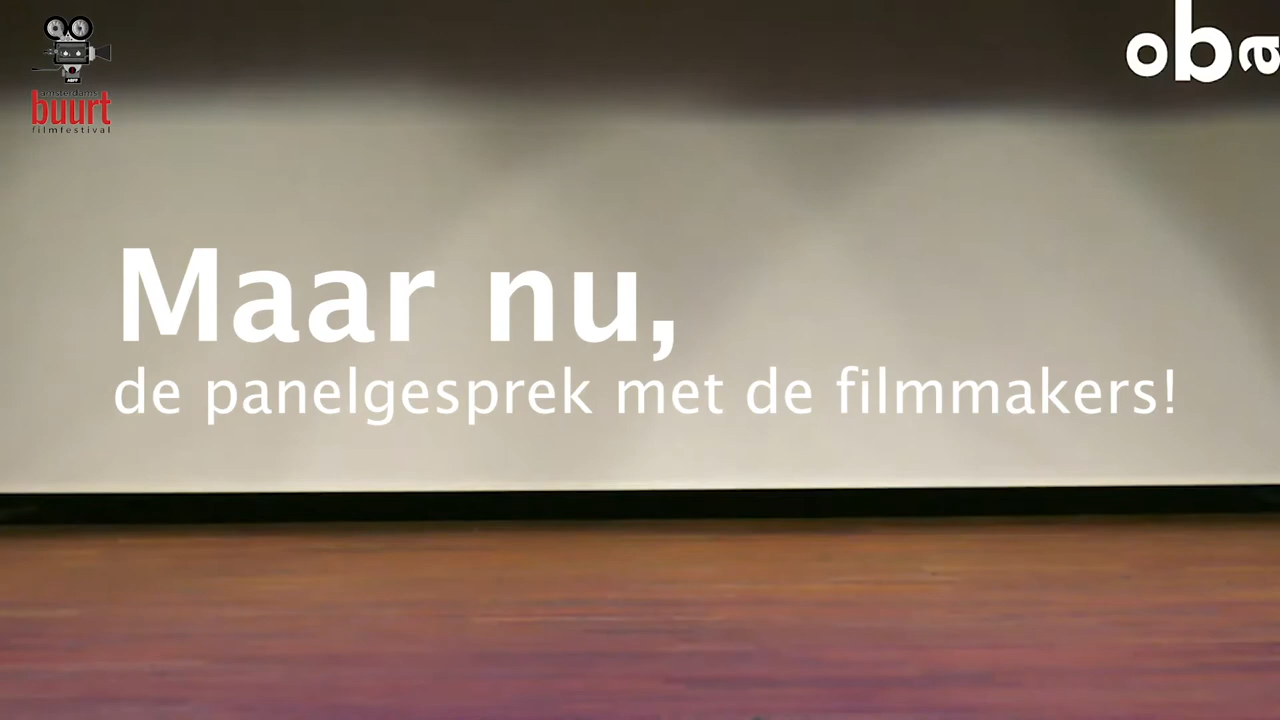 amsterdams
buurt
filmfestival
oba
Maar nu,
de panelgesprek met de filmmakers!